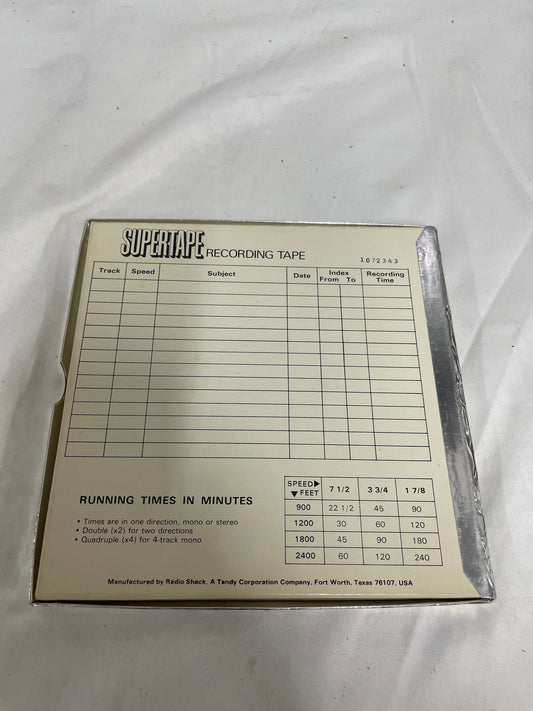 SUPERTAPE RECORDING TAPE 1072343
Track Speed Subject Date Index From To Recording Time
RUNNING TIMES IN MINUTES
• Times are in one direction, mono or stereo
• Double (x2) for two directions
• Quadruple (x4) for 4-track mono
SPEED▶ ▼FEET 7 1/2 3 3/4 1 7/8
900 22 1/2 45 90
1200 30 60 120
1800 45 90 180
2400 60 120 240
Manufactured by Radio Shack, A Tandy Corporation Company, Fort Worth, Texas 76107, USA